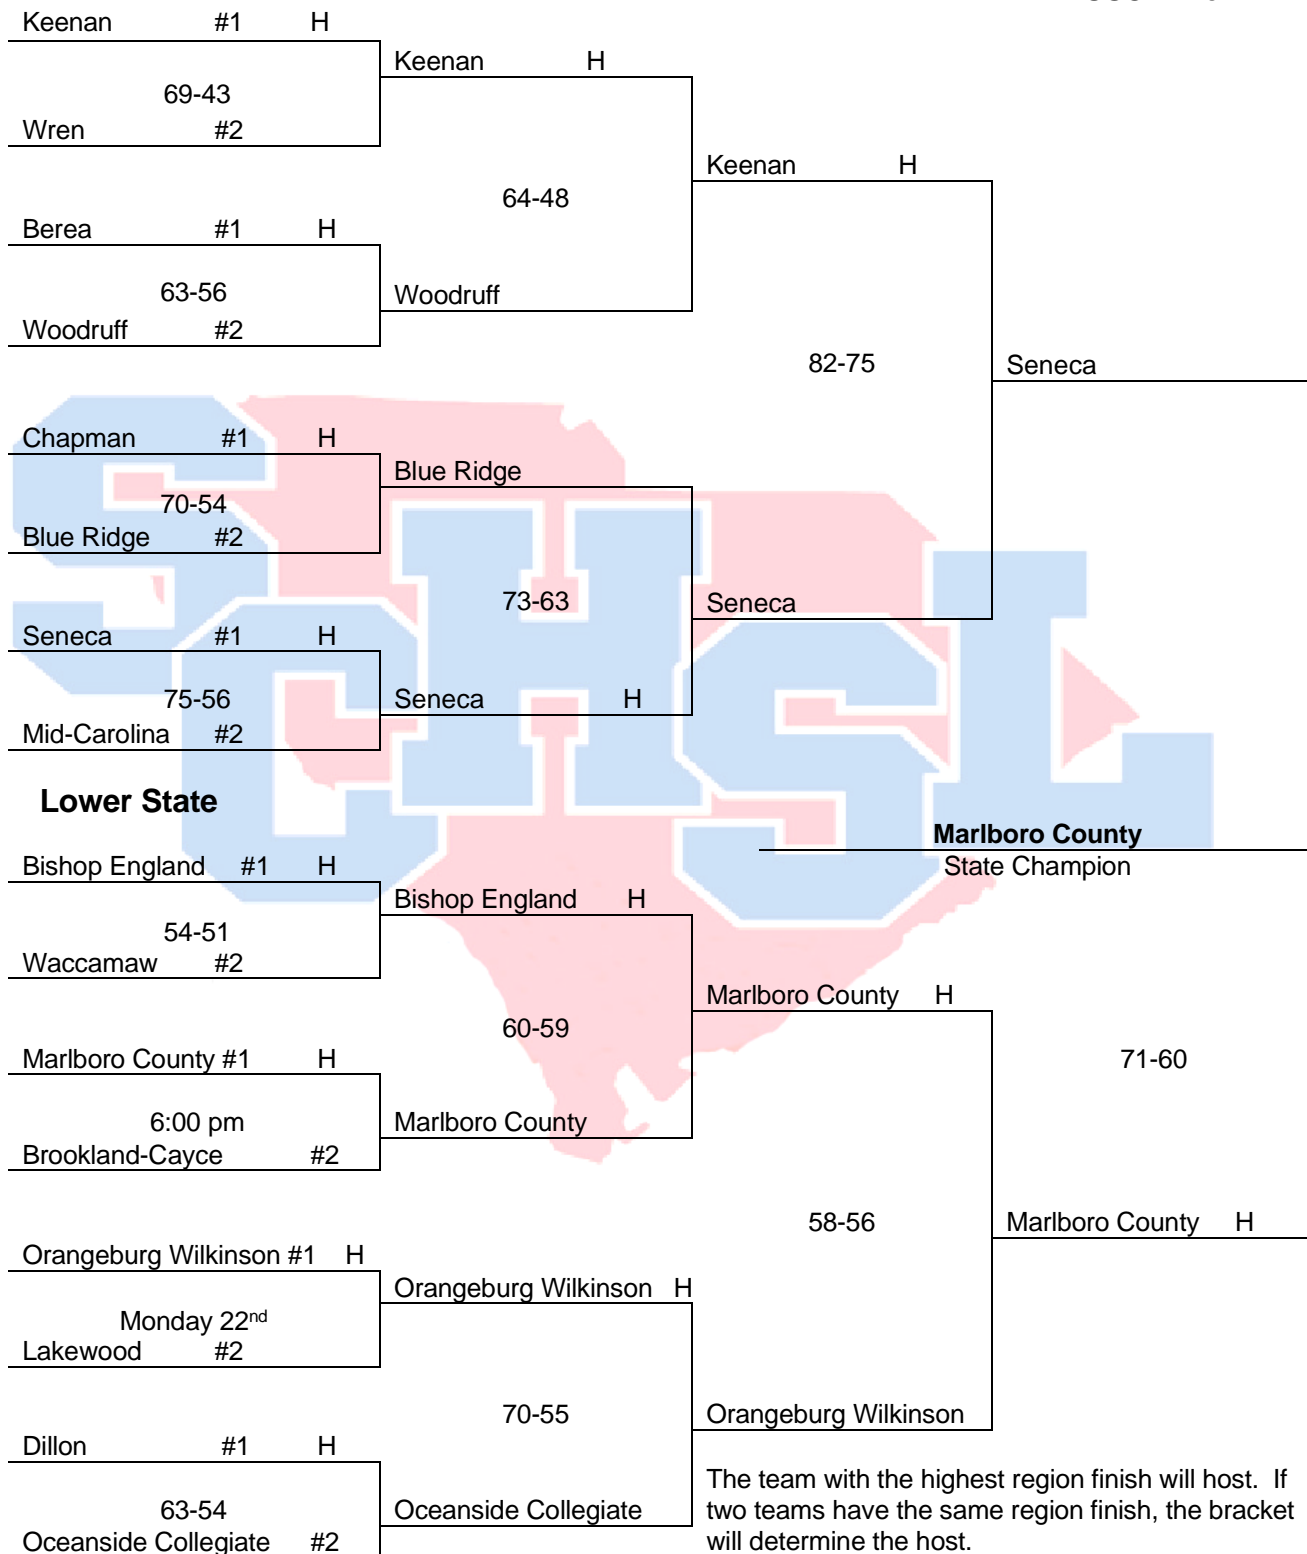 Keenan #1 H
Keenan H
69-43
Wren #2
Keenan H
64-48
Berea #1 H
63-56
Woodruff
Woodruff #2
82-75
Seneca
Chapman #1 H
Blue Ridge
70-54
Blue Ridge #2
73-63
Seneca
Seneca #1 H
75-56
Seneca H
Mid-Carolina #2
SCHSL
Lower State
Marlboro County
State Champion
Bishop England #1 H
Bishop England H
54-51
Waccamaw #2
Marlboro County H
60-59
Marlboro County #1 H
71-60
6:00 pm
Marlboro County
Brookland-Cayce #2
58-56
Marlboro County H
Orangeburg Wilkinson #1 H
Orangeburg Wilkinson H
Monday 22nd
Lakewood #2
70-55
Orangeburg Wilkinson
Dillon #1 H
63-54
Oceanside Collegiate
Oceanside Collegiate #2
The team with the highest region finish will host. If
two teams have the same region finish, the bracket
will determine the host.